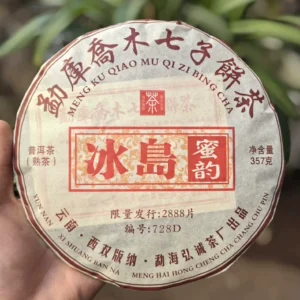 勐庫喬木七子餅茶
MENG KU QIAO MU QI ZI BING CHA
茶
普洱茶
(熟茶)
冰島
蜜韵
净含量
357克
限量发行:2888片
编号:728D
云南·西双版纳·勐海弘诚茶厂出品
YUN NAN XI SHUANG BAN NA MENG HAI HONG CHENG CHA CHANG CHU PIN